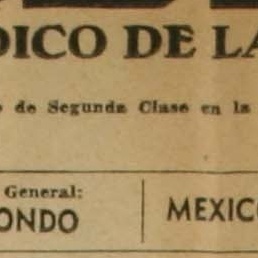 DICO DE LA
de Segunda Clase en la
General:
ONDO
MEXICO